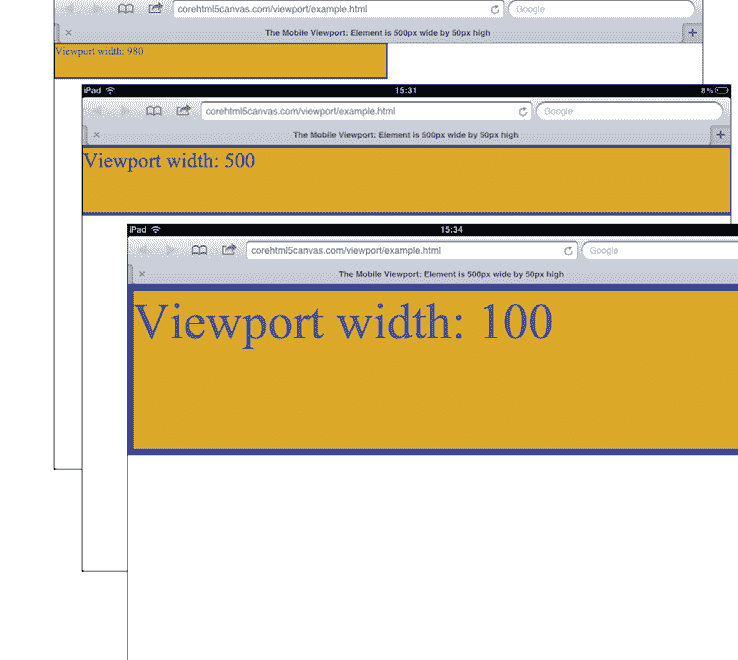 corehtml5canvas.com/viewport/example.html Google
The Mobile Viewport: Element is 500px wide by 50px high
Viewport width: 980
iPad 15:31 8%
corehtml5canvas.com/viewport/example.html Google
The Mobile Viewport: Element is 500px wide by 50px high
Viewport width: 500
iPad 15:34
corehtml5canvas.com/viewport/example.html Google
The Mobile Viewport: Element is 500px wide by 50px high
Viewport width: 100